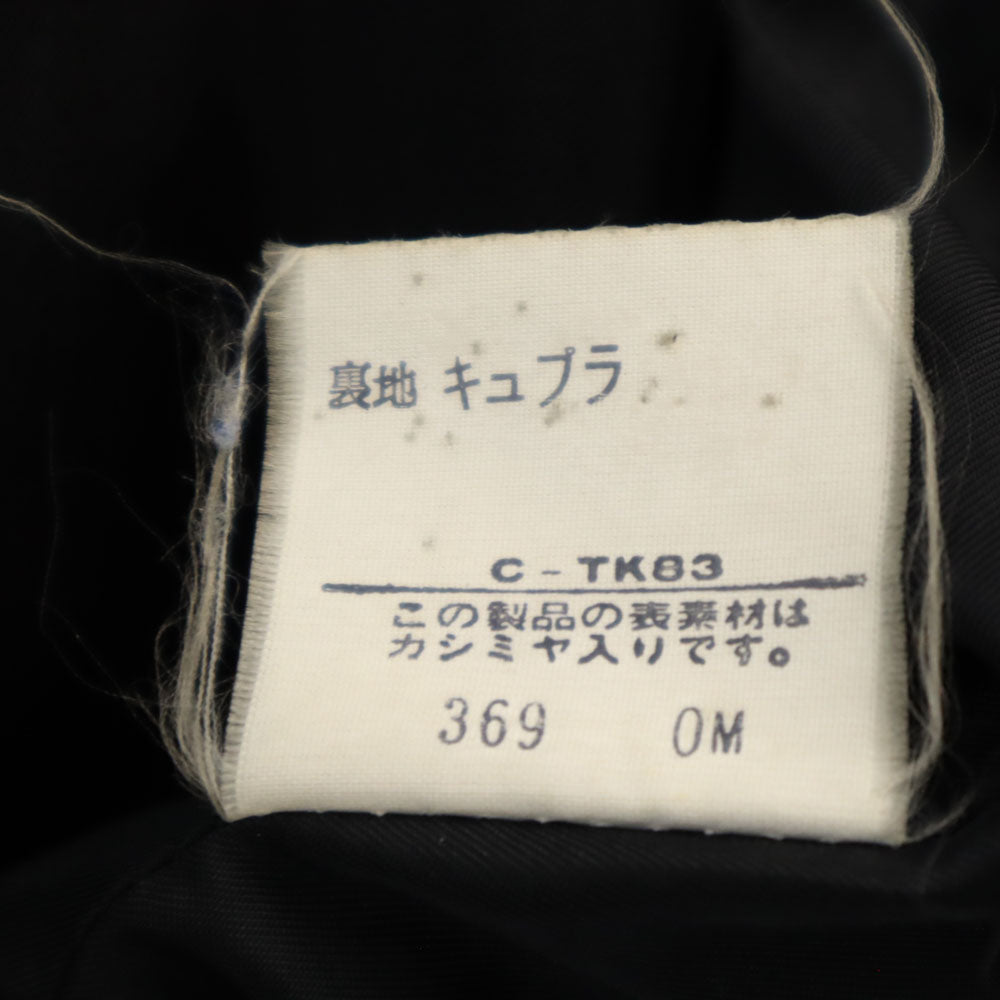 裏地 キュプラ
C-TK83
この製品の表素材は
カシミヤ入りです。
369 0M